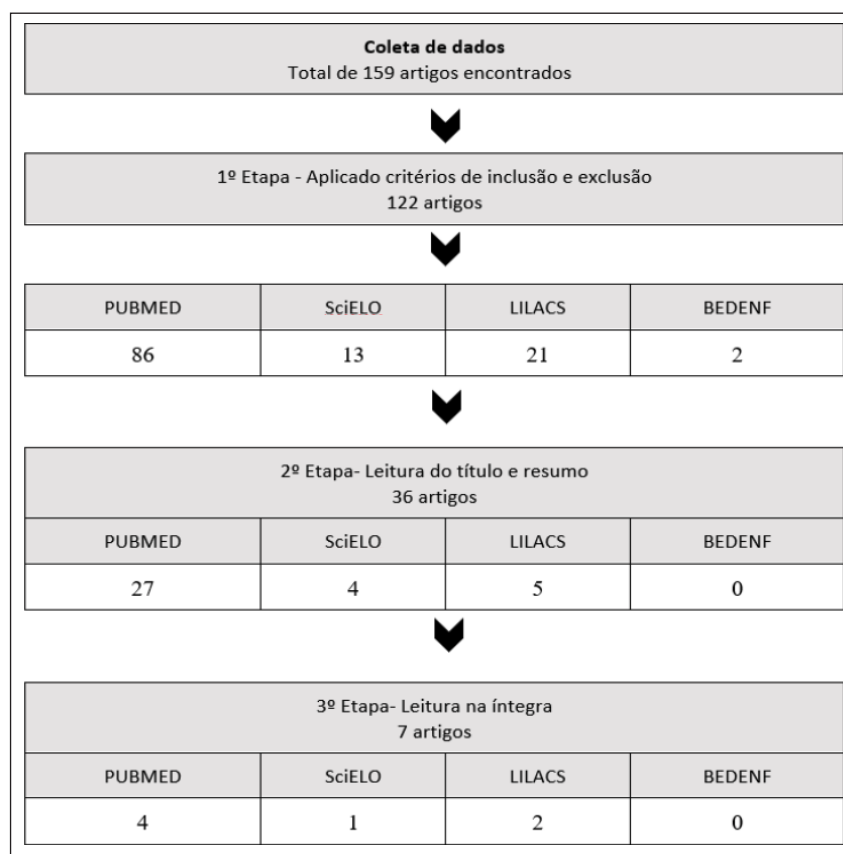 Coleta de dados
Total de 159 artigos encontrados
1º Etapa - Aplicado critérios de inclusão e exclusão
122 artigos
PUBMED SciELO LILACS BEDENF
86 13 21 2
2º Etapa- Leitura do título e resumo
36 artigos
PUBMED SciELO LILACS BEDENF
27 4 5 0
3º Etapa- Leitura na íntegra
7 artigos
PUBMED SciELO LILACS BEDENF
4 1 2 0